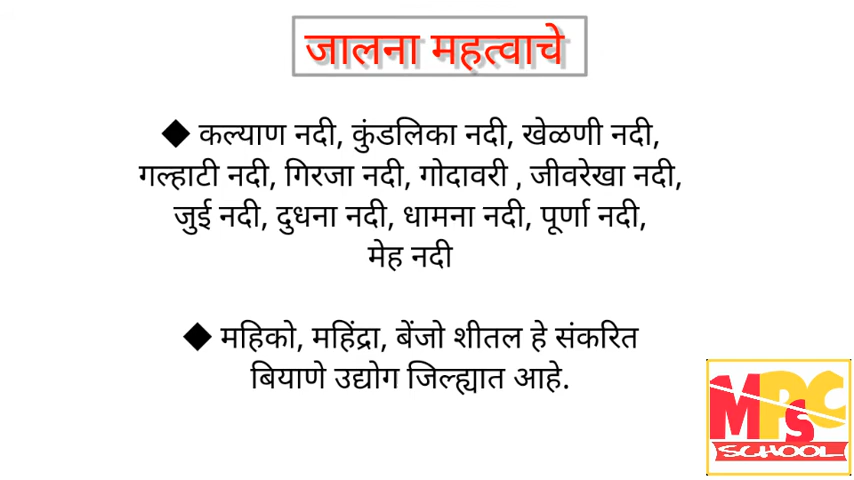 जालना महत्वाचे
◆ कल्याण नदी, कुंडलिका नदी, खेळणी नदी,
गल्हाटी नदी, गिरजा नदी, गोदावरी , जीवरेखा नदी,
जुई नदी, दुधना नदी, धामना नदी, पूर्णा नदी,
मेह नदी
◆ महिको, महिंद्रा, बेंजो शीतल हे संकरित
बियाणे उद्योग जिल्ह्यात आहे.
MPSC
SCHOOL